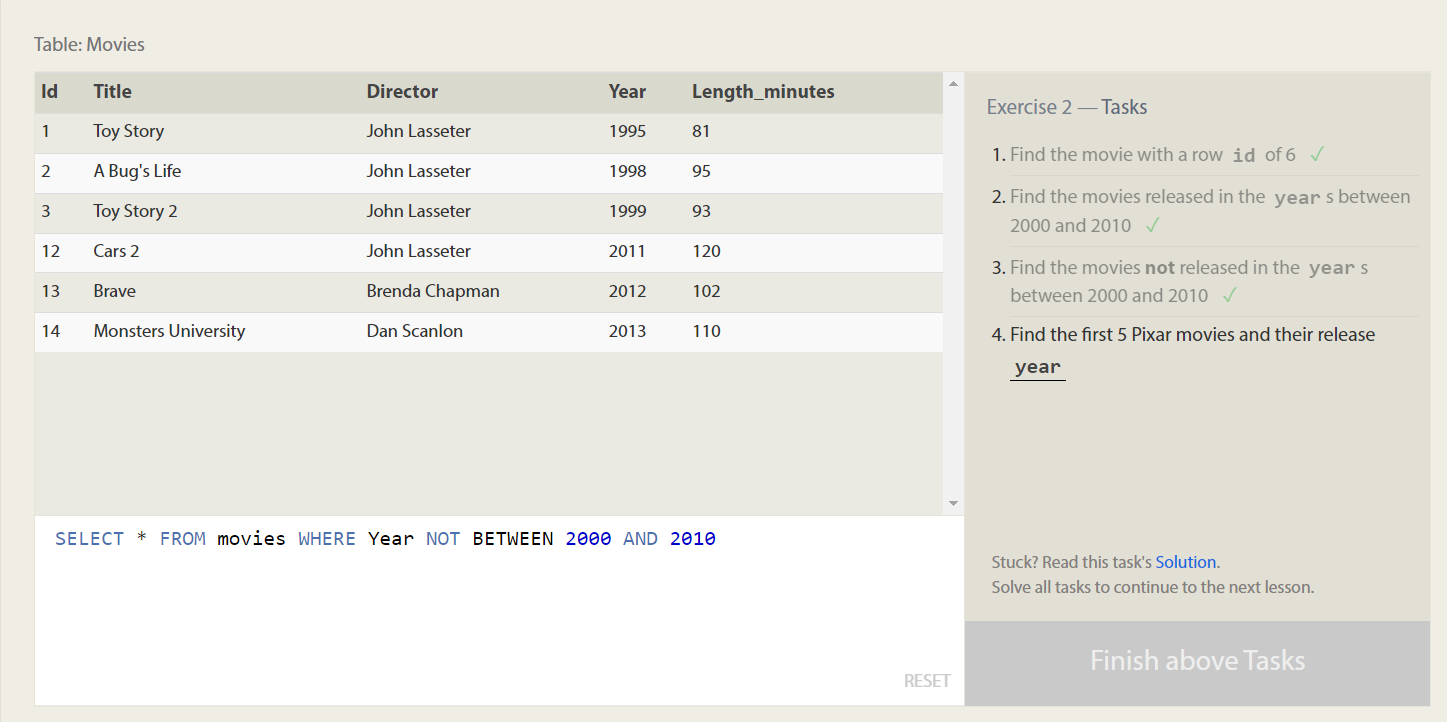 Table: Movies
Id Title Director Year Length_minutes
1 Toy Story John Lasseter 1995 81
2 A Bug's Life John Lasseter 1998 95
3 Toy Story 2 John Lasseter 1999 93
12 Cars 2 John Lasseter 2011 120
13 Brave Brenda Chapman 2012 102
14 Monsters University Dan Scanlon 2013 110
SELECT * FROM movies WHERE Year NOT BETWEEN 2000 AND 2010
RESET
Exercise 2 — Tasks
1. Find the movie with a row id of 6 ✓
2. Find the movies released in the year s between
2000 and 2010 ✓
3. Find the movies not released in the year s
between 2000 and 2010 ✓
4. Find the first 5 Pixar movies and their release
year
Stuck? Read this task's Solution.
Solve all tasks to continue to the next lesson.
Finish above Tasks